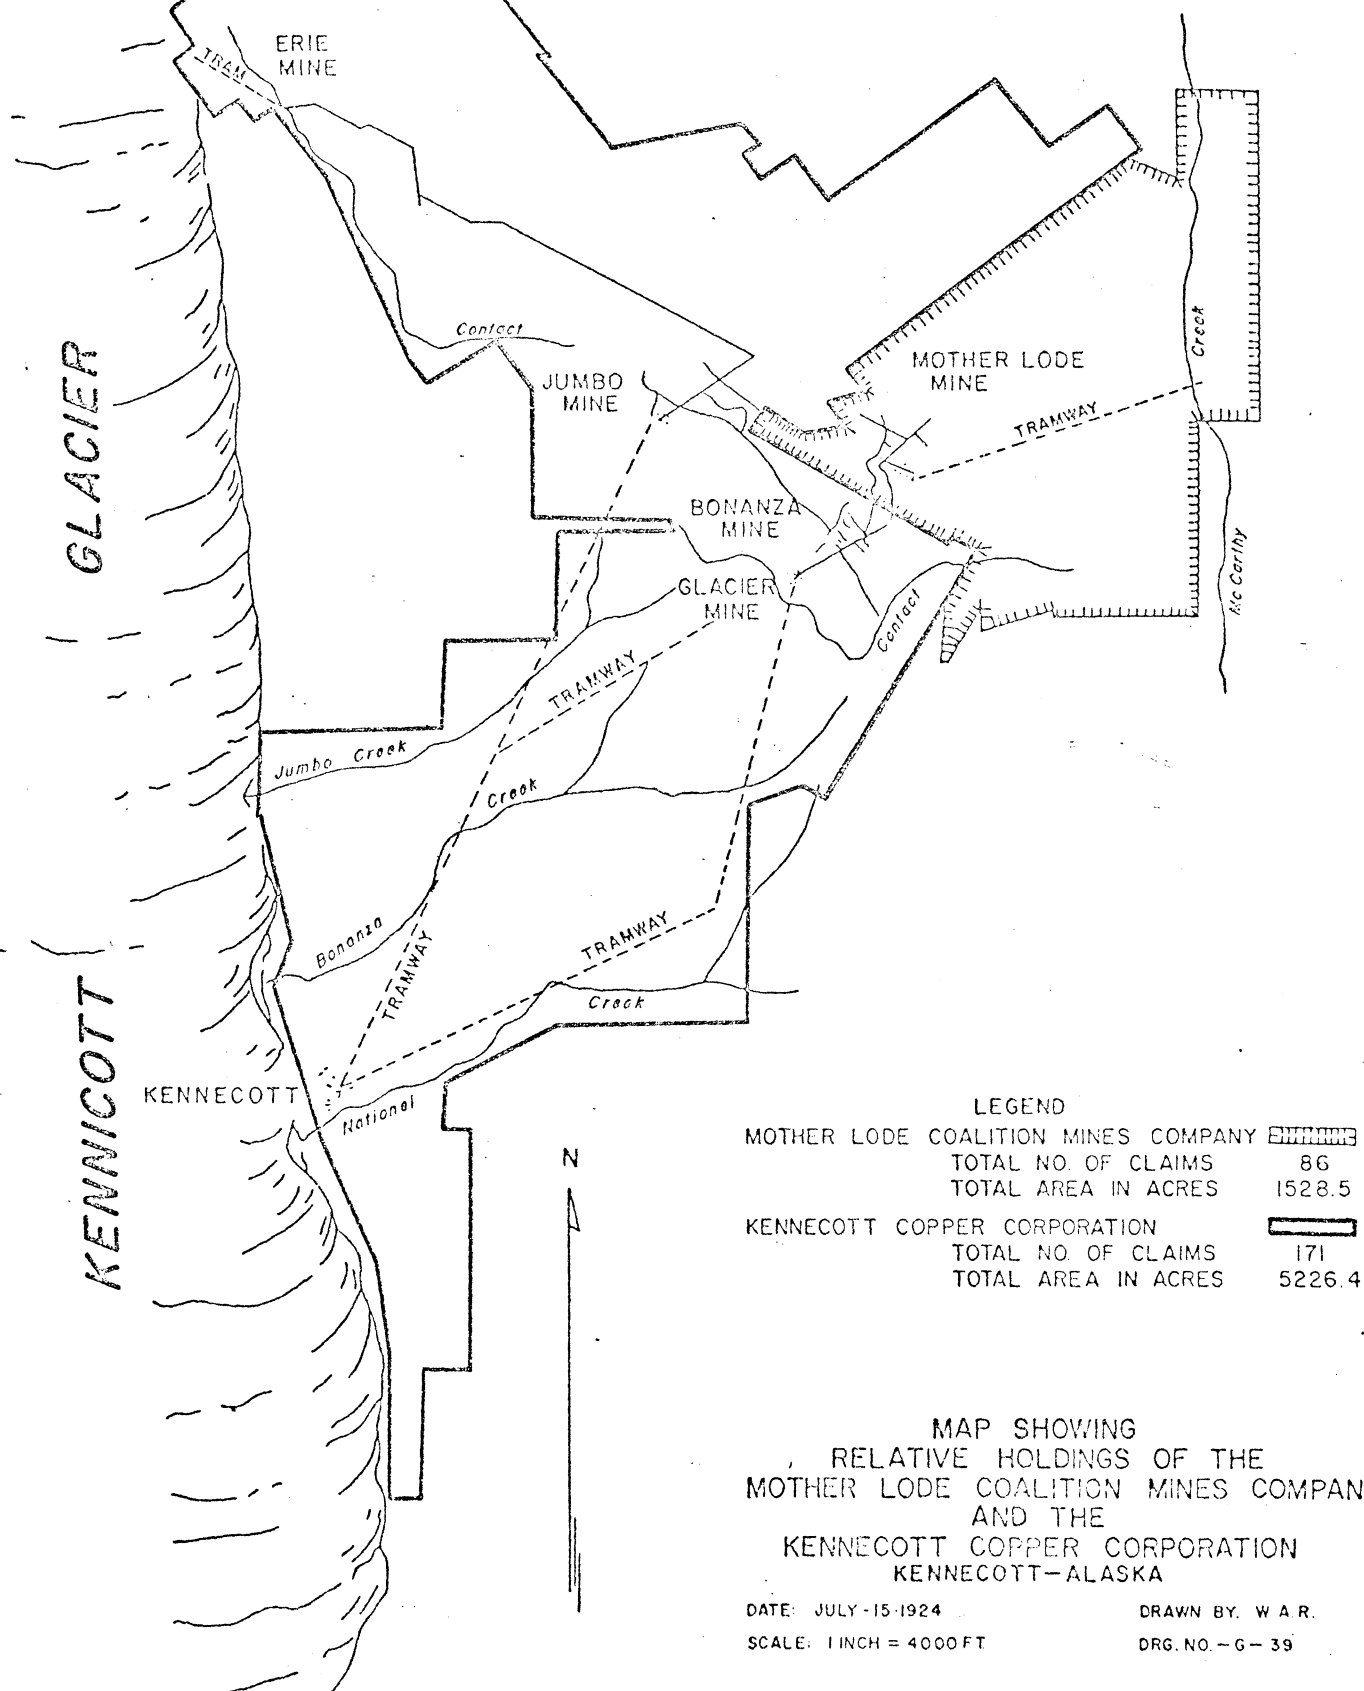 ERIE
MINE
TRAM
Contact
JUMBO
MINE
MOTHER LODE
MINE
TRAMWAY
Creek
Mc Carthy
BONANZA
MINE
GLACIER
MINE
Contact
TRAMWAY
Jumbo Creek
Creek
Bonanza
TRAMWAY
TRAMWAY
Creek
National
KENNECOTT
GLACIER
KENNICOTT
N
LEGEND
MOTHER LODE COALITION MINES COMPANY
TOTAL NO. OF CLAIMS 86
TOTAL AREA IN ACRES 1528.5
KENNECOTT COPPER CORPORATION
TOTAL NO. OF CLAIMS 171
TOTAL AREA IN ACRES 5226.4
MAP SHOWING
RELATIVE HOLDINGS OF THE
MOTHER LODE COALITION MINES COMPAN
AND THE
KENNECOTT COPPER CORPORATION
KENNECOTT-ALASKA
DATE: JULY-15-1924 DRAWN BY. W.A.R.
SCALE: 1 INCH = 4000 FT DRG. NO.-G-39